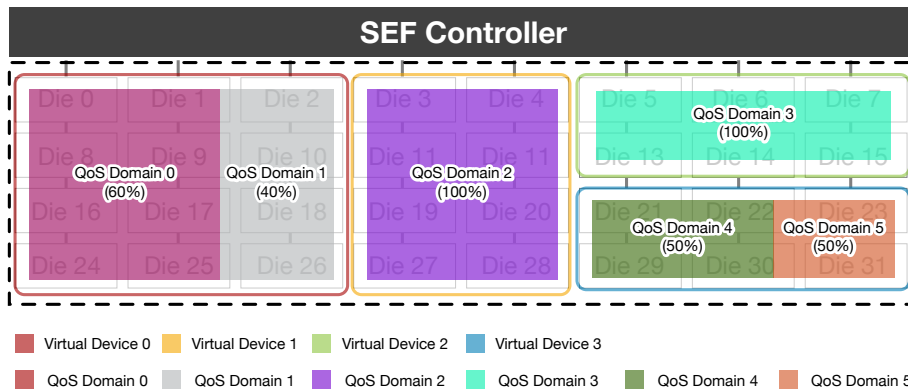 SEF Controller
Die 0 Die 1 Die 2 Die 3 Die 4 Die 5 Die 6 Die 7
QoS Domain 3
(100%)
Die 8 Die 9 Die 10 Die 11 Die 11 Die 13 Die 14 Die 15
QoS Domain 0 QoS Domain 1 QoS Domain 2
(60%) (40%) (100%)
Die 16 Die 17 Die 18 Die 19 Die 20 Die 21 Die 22 Die 23
QoS Domain 4 QoS Domain 5
(50%) (50%)
Die 24 Die 25 Die 26 Die 27 Die 28 Die 29 Die 30 Die 31
Virtual Device 0 Virtual Device 1 Virtual Device 2 Virtual Device 3
QoS Domain 0 QoS Domain 1 QoS Domain 2 QoS Domain 3 QoS Domain 4 QoS Domain 5